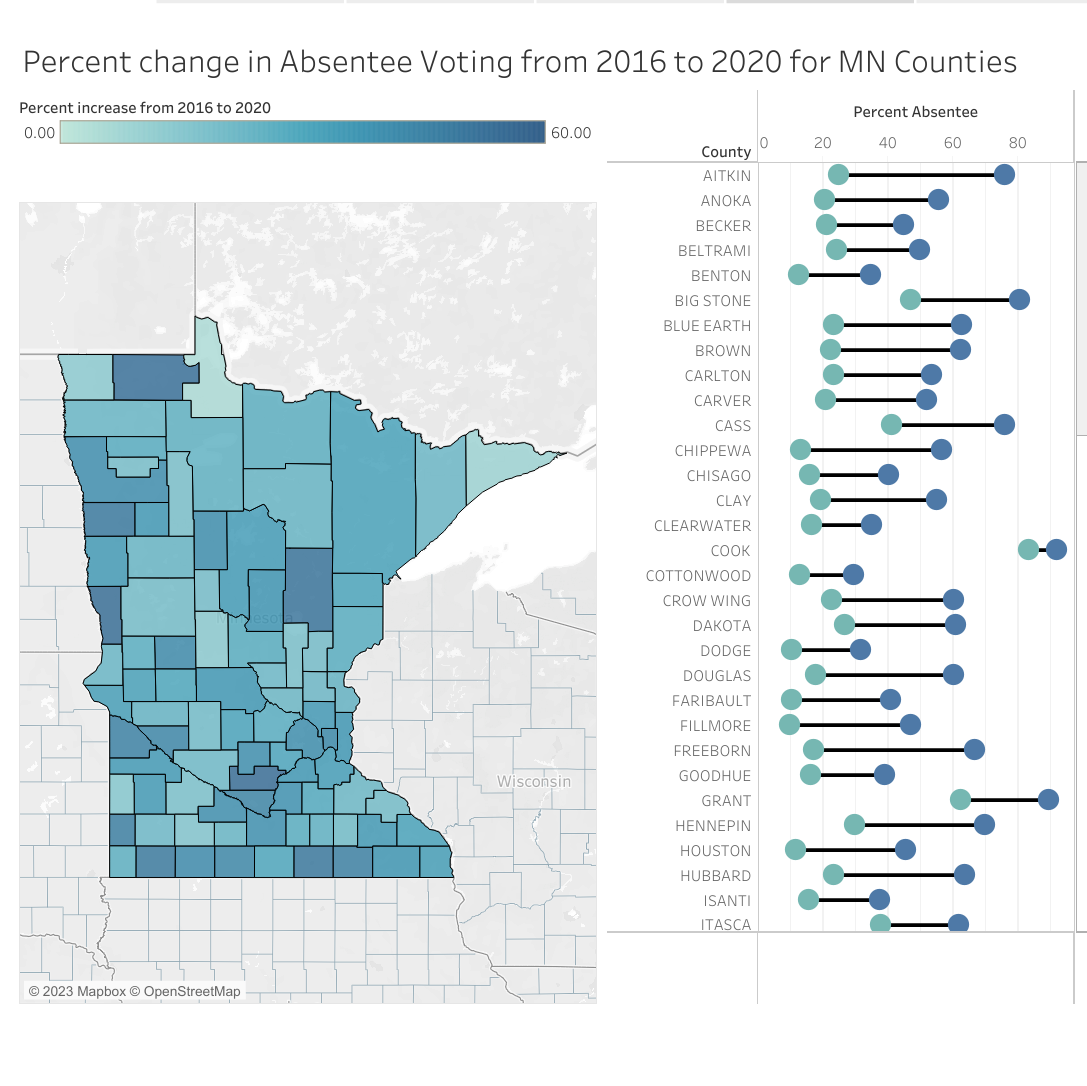 Percent change in Absentee Voting from 2016 to 2020 for MN Counties
Percent increase from 2016 to 2020
0.00 60.00
Percent Absentee
County 0 20 40 60 80
AITKIN
ANOKA
BECKER
BELTRAMI
BENTON
BIG STONE
BLUE EARTH
BROWN
CARLTON
CARVER
CASS
CHIPPEWA
CHISAGO
CLAY
CLEARWATER
COOK
COTTONWOOD
CROW WING
DAKOTA
DODGE
DOUGLAS
FARIBAULT
FILLMORE
FREEBORN
GOODHUE
GRANT
HENNEPIN
HOUSTON
HUBBARD
ISANTI
ITASCA
Minnesota
Wisconsin
© 2023 Mapbox © OpenStreetMap